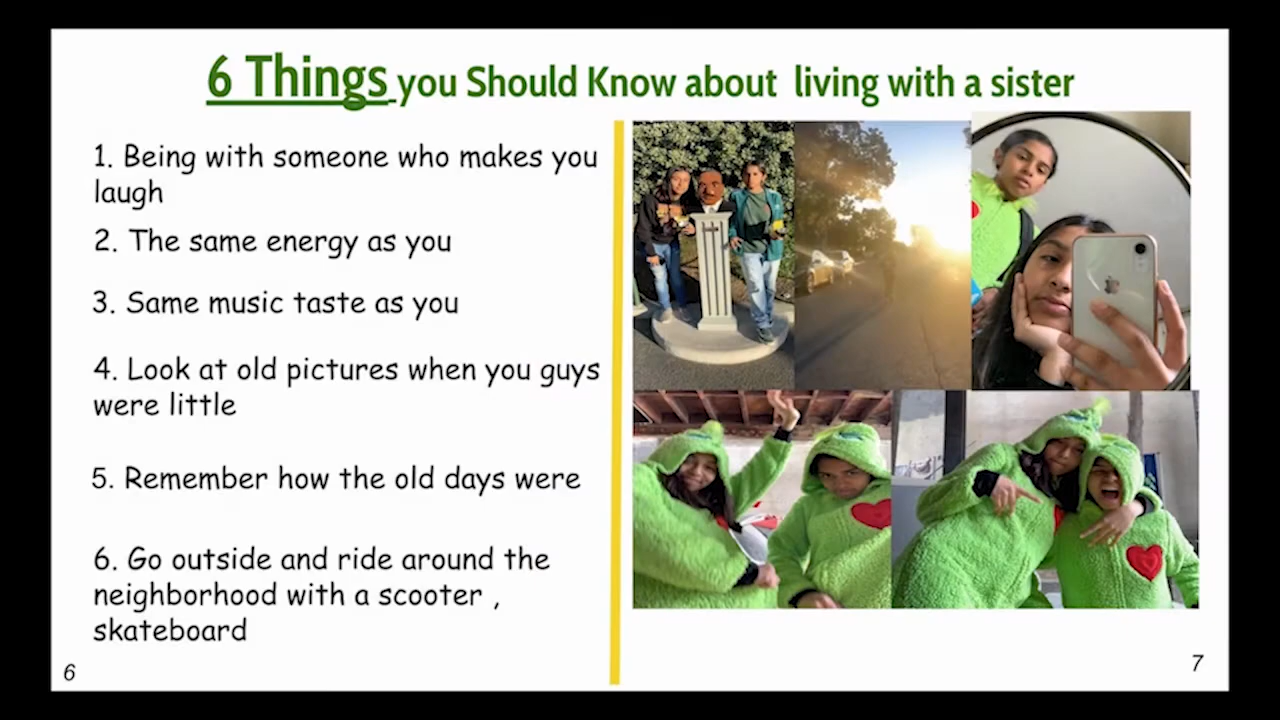 6 Things you Should Know about living with a sister
1. Being with someone who makes you
laugh
2. The same energy as you
3. Same music taste as you
4. Look at old pictures when you guys
were little
5. Remember how the old days were
6. Go outside and ride around the
neighborhood with a scooter ,
skateboard
6
7